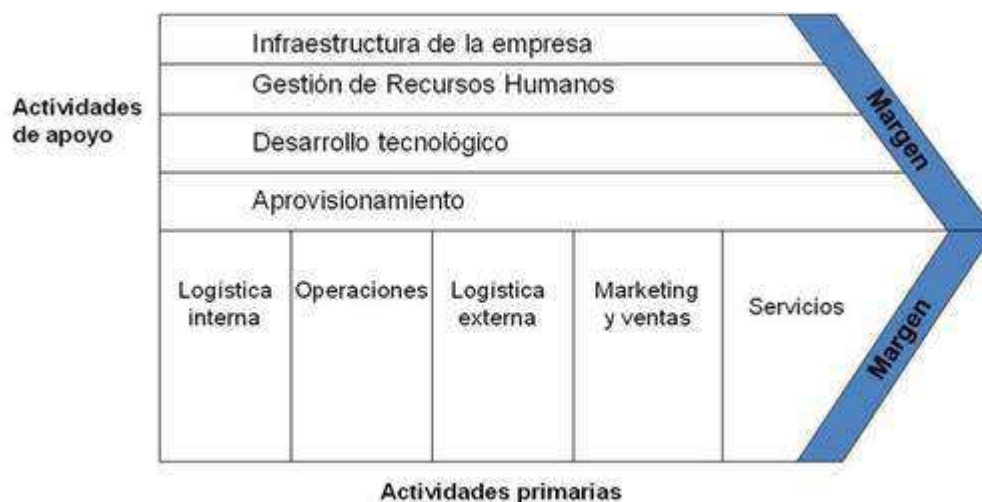 Infraestructura de la empresa
Gestión de Recursos Humanos
Actividades
de apoyo
Desarrollo tecnológico
Aprovisionamiento
Margen
Logística
interna
Operaciones
Logística
externa
Marketing
y ventas
Servicios
Margen
Actividades primarias